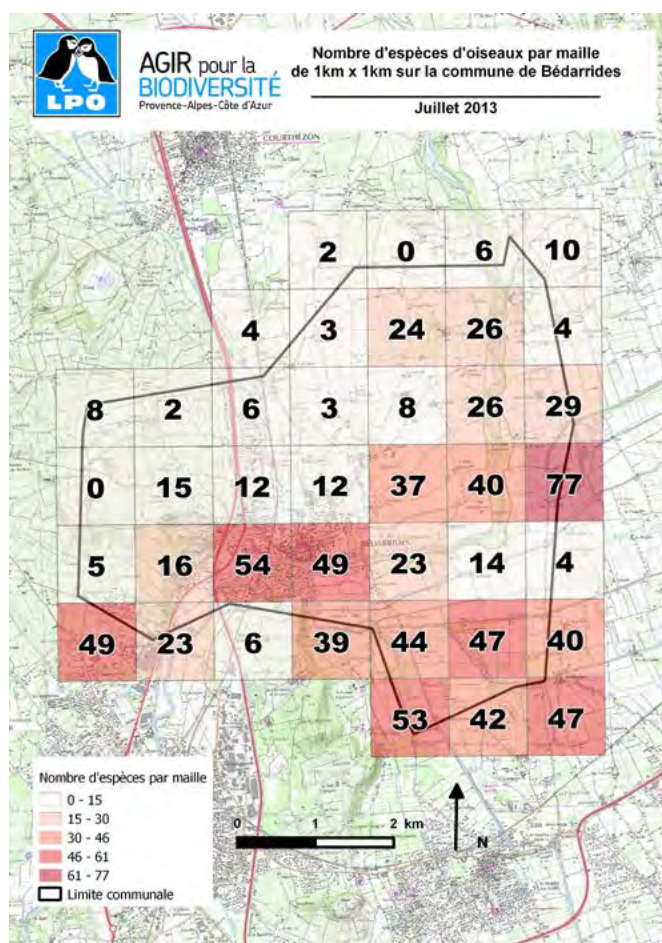 LPO
AGIR pour la
BIODIVERSITÉ
Provence-Alpes-Côte d'Azur
Nombre d'espèces d'oiseaux par maille
de 1km x 1km sur la commune de Bédarrides
Juillet 2013
COURTHEZON
2 0 6 10
4 3 24 26 4
8 2 6 3 8 26 29
0 15 12 12 37 40 77
5 16 54 49 23 14 4
49 23 6 39 44 47 40
53 42 47
Nombre d'espèces par maille
0 - 15
15 - 30
30 - 46
46 - 61
61 - 77
Limite communale
0 1 2 km
N